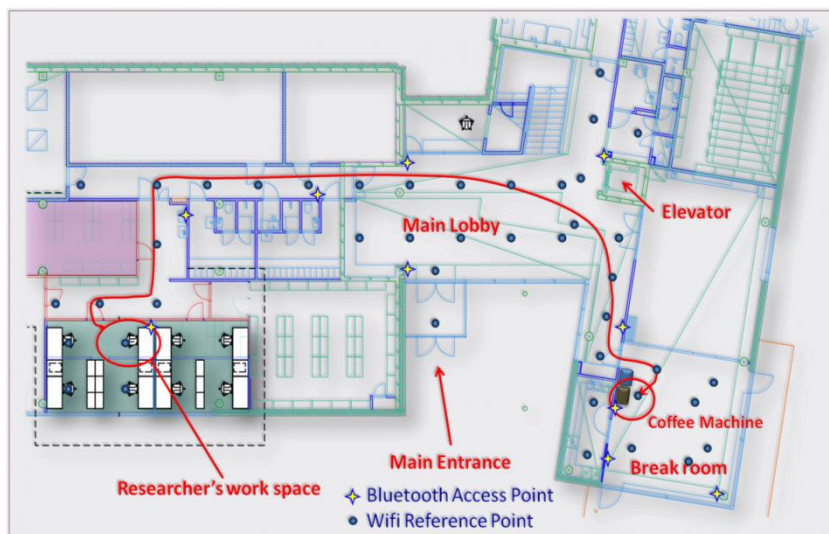 Elevator
Main Lobby
Coffee Machine
Main Entrance
Break room
Researcher's work space
Bluetooth Access Point
Wifi Reference Point